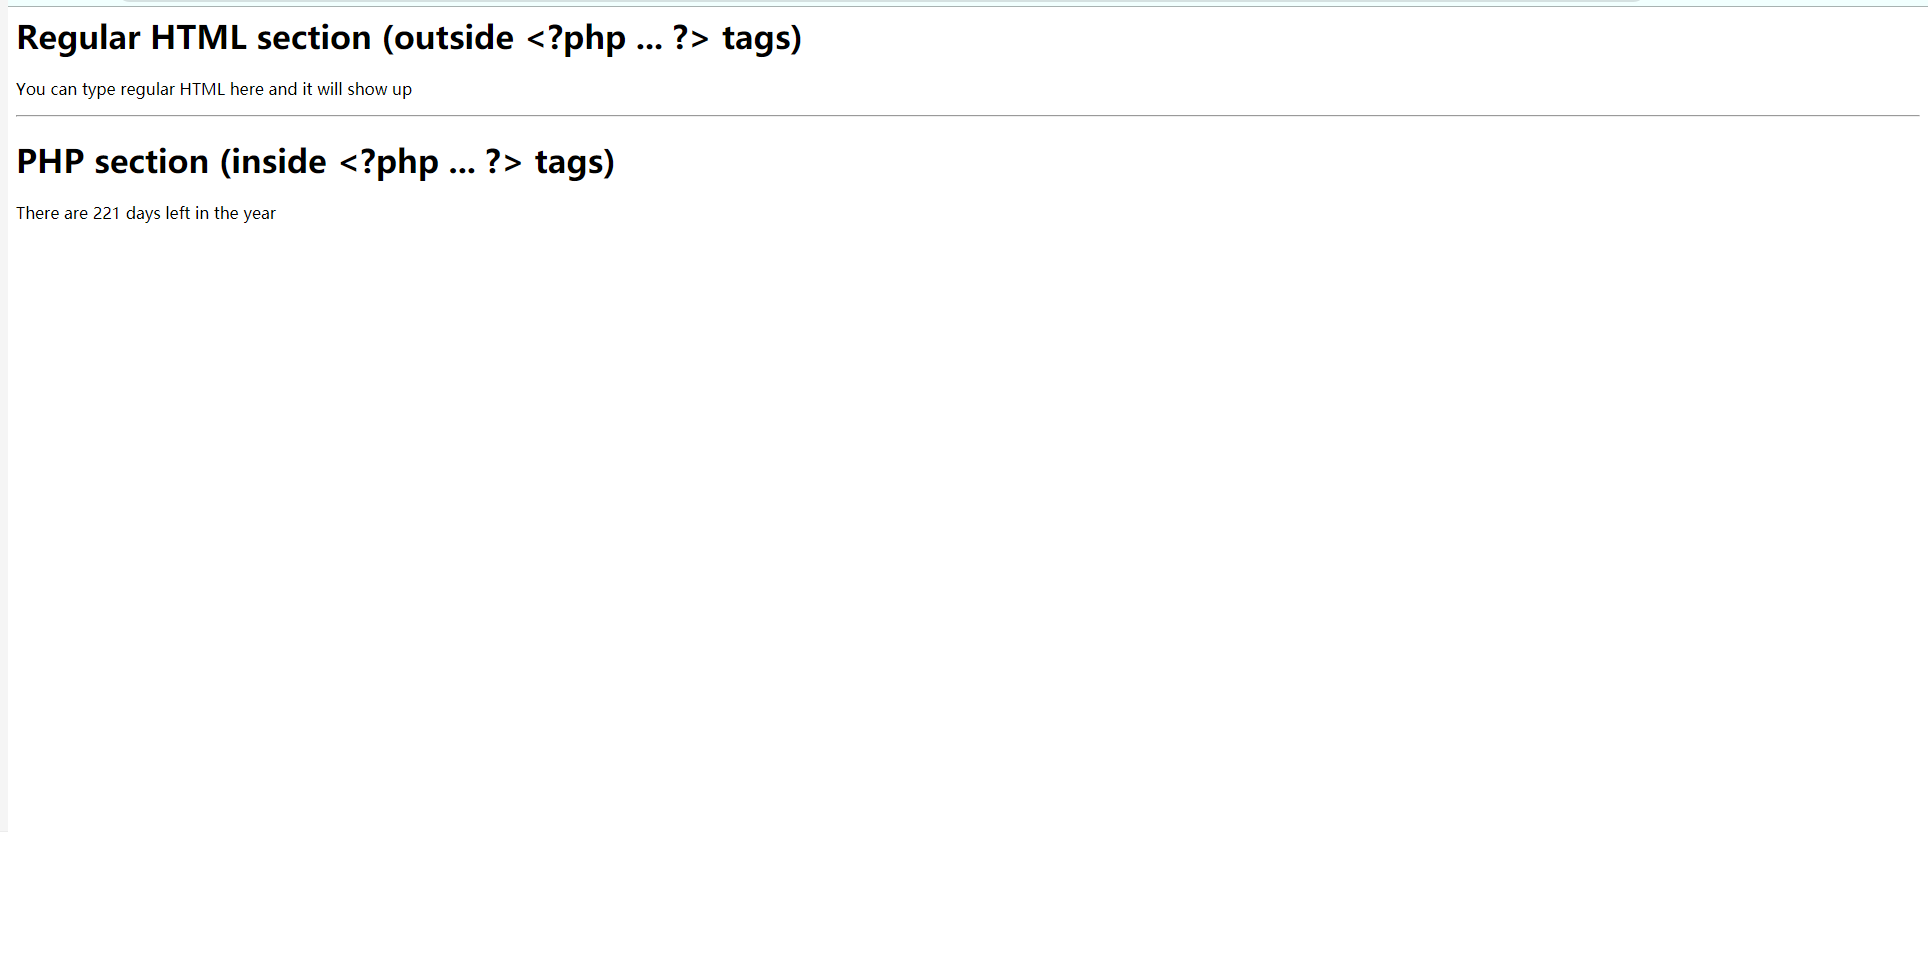 Regular HTML section (outside <?php ... ?> tags)
You can type regular HTML here and it will show up
PHP section (inside <?php ... ?> tags)
There are 221 days left in the year